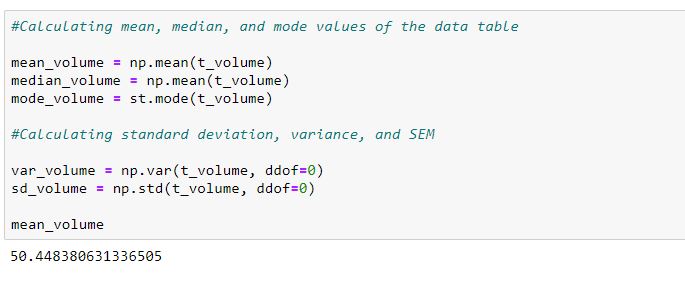 #Calculating mean, median, and mode values of the data table
mean_volume = np.mean(t_volume)
median_volume = np.mean(t_volume)
mode_volume = st.mode(t_volume)
#Calculating standard deviation, variance, and SEM
var_volume = np.var(t_volume, ddof=0)
sd_volume = np.std(t_volume, ddof=0)
mean_volume
50.448380631336505